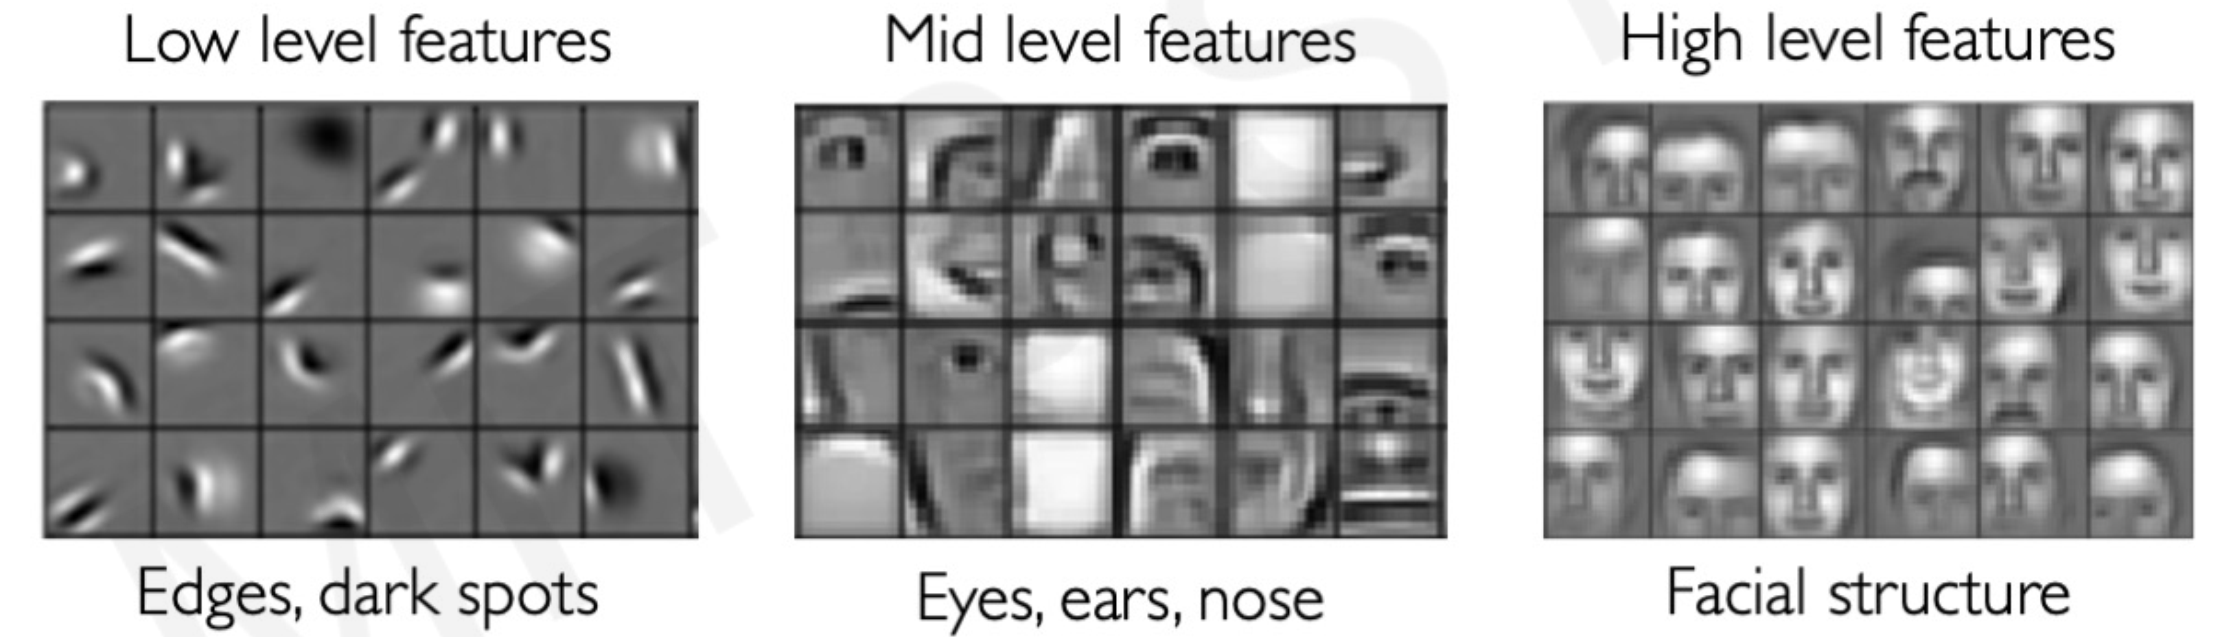 Low level features
Mid level features
High level features
Edges, dark spots
Eyes, ears, nose
Facial structure